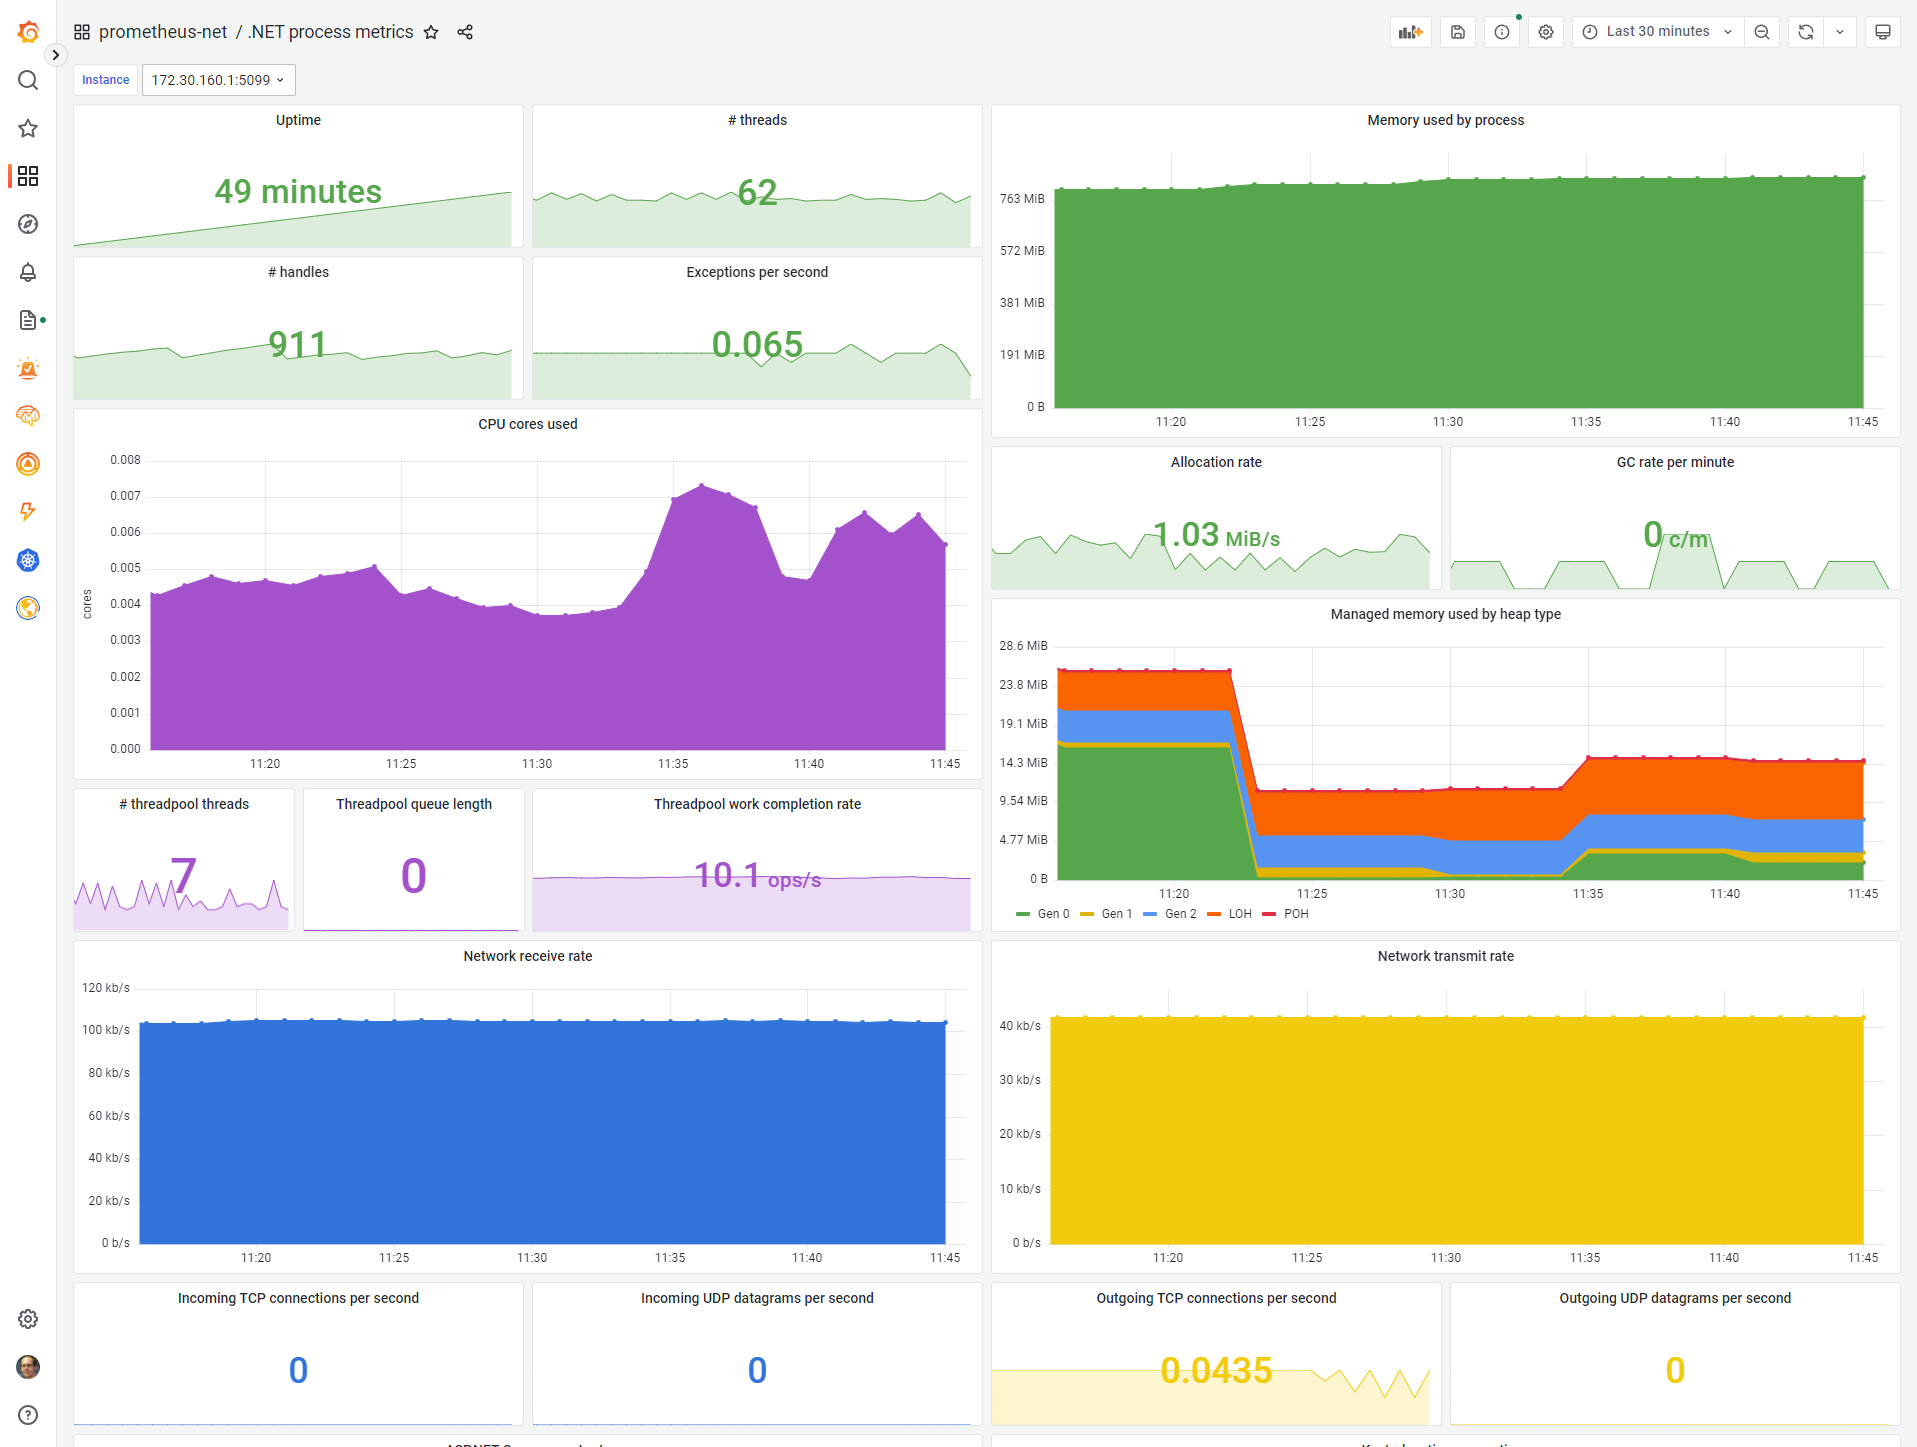 prometheus-net / .NET process metrics
Last 30 minutes
Instance
172.30.160.1:5099
Uptime
49 minutes
# threads
62
Memory used by process
763 MiB
572 MiB
381 MiB
191 MiB
0 B
11:20 11:25 11:30 11:35 11:40 11:45
# handles
911
Exceptions per second
0.065
CPU cores used
cores
0.008
0.007
0.006
0.005
0.004
0.003
0.002
0.001
0.000
11:20 11:25 11:30 11:35 11:40 11:45
Allocation rate
1.03 MiB/s
GC rate per minute
0 c/m
Managed memory used by heap type
28.6 MiB
23.8 MiB
19.1 MiB
14.3 MiB
9.54 MiB
4.77 MiB
0 B
11:20 11:25 11:30 11:35 11:40 11:45
Gen 0 Gen 1 Gen 2 LOH POH
# threadpool threads
7
Threadpool queue length
0
Threadpool work completion rate
10.1 ops/s
Network receive rate
120 kb/s
100 kb/s
80 kb/s
60 kb/s
40 kb/s
20 kb/s
0 b/s
11:20 11:25 11:30 11:35 11:40 11:45
Network transmit rate
40 kb/s
30 kb/s
20 kb/s
10 kb/s
0 b/s
11:20 11:25 11:30 11:35 11:40 11:45
Incoming TCP connections per second
0
Incoming UDP datagrams per second
0
Outgoing TCP connections per second
0.0435
Outgoing UDP datagrams per second
0